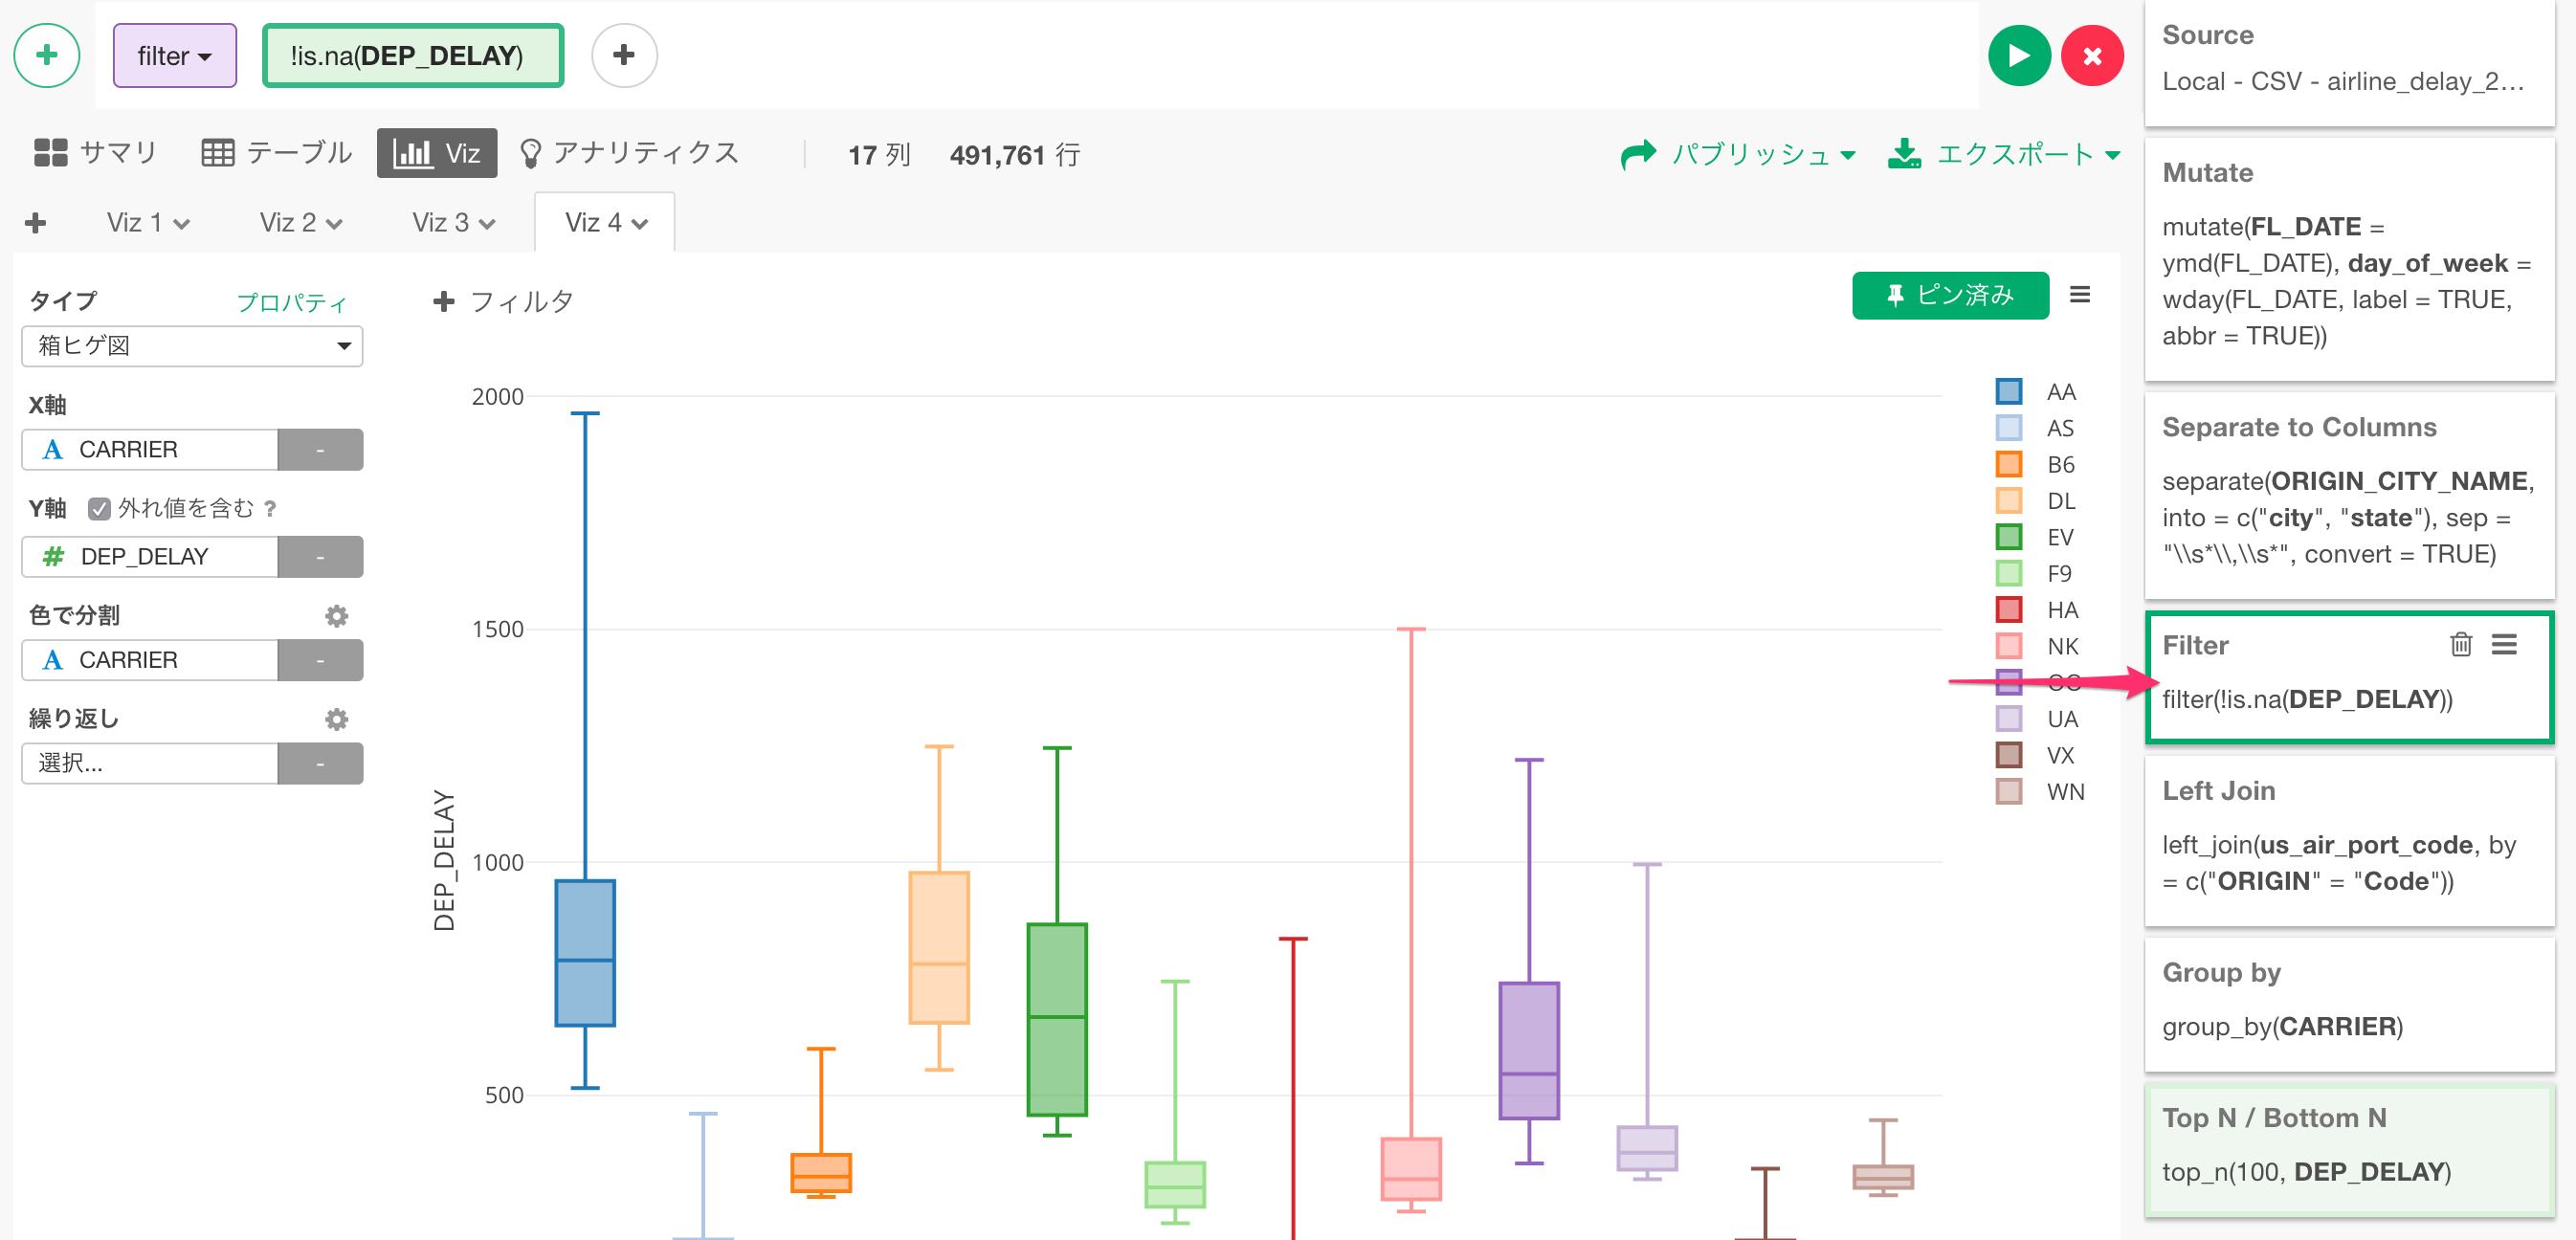 filter
!is.na(DEP_DELAY)
サマリ
テーブル
Viz
アナリティクス
17 列
491,761 行
パブリッシュ
エクスポート
Viz 1
Viz 2
Viz 3
Viz 4
タイプ
プロパティ
箱ヒゲ図
X軸
A CARRIER
-
Y軸
外れ値を含む ?
# DEP_DELAY
-
色で分割
A CARRIER
-
繰り返し
選択...
-
フィルタ
ピン済み
DEP_DELAY
2000
1500
1000
500
AA
AS
B6
DL
EV
F9
HA
NK
OO
UA
VX
WN
Source
Local - CSV - airline_delay_2...
Mutate
mutate(FL_DATE =
ymd(FL_DATE), day_of_week =
wday(FL_DATE, label = TRUE,
abbr = TRUE))
Separate to Columns
separate(ORIGIN_CITY_NAME,
into = c("city", "state"), sep =
"\\s*\\,\\s*", convert = TRUE)
Filter
filter(!is.na(DEP_DELAY))
Left Join
left_join(us_air_port_code, by
= c("ORIGIN" = "Code"))
Group by
group_by(CARRIER)
Top N / Bottom N
top_n(100, DEP_DELAY)